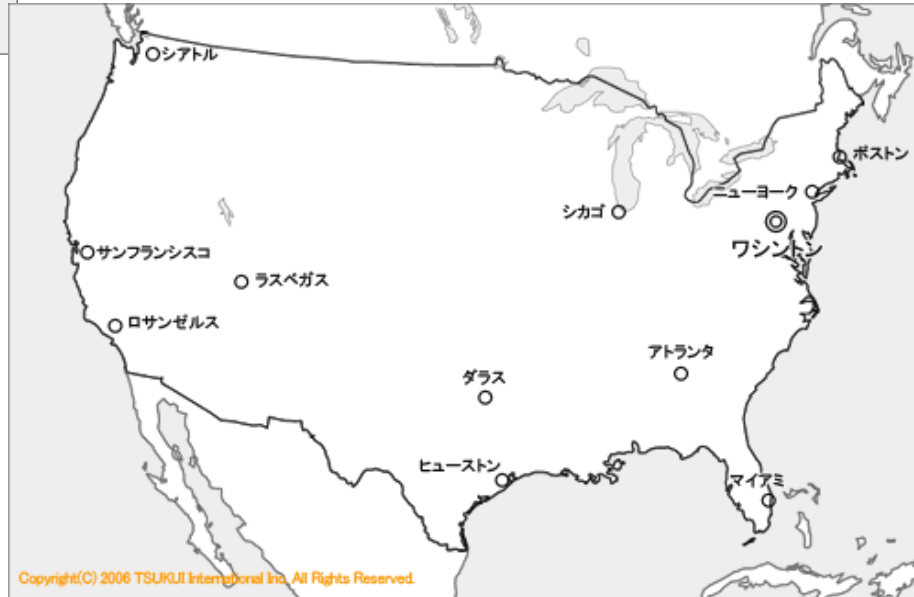 シアトル
ボストン
ニューヨーク
シカゴ
ワシントン
サンフランシスコ
ラスベガス
ロサンゼルス
アトランタ
ダラス
ヒューストン
マイアミ
Copyright(C) 2006 TSUKUI International Inc. All Rights Reserved.